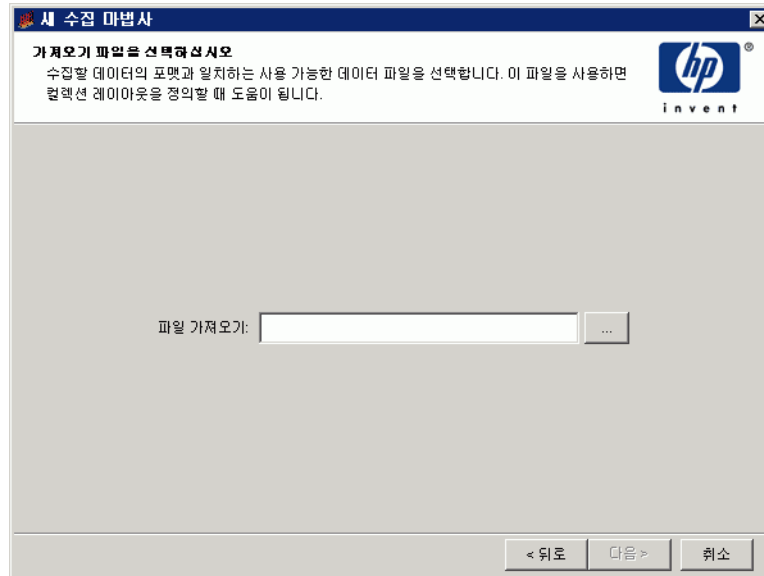 새 수집 마법사
가져오기 파일을 선택하십시오
수집할 데이터의 포맷과 일치하는 사용 가능한 데이터 파일을 선택합니다. 이 파일을 사용하면
컬렉션 레이아웃을 정의할 때 도움이 됩니다.
hp
®
invent
파일 가져오기:
...
< 뒤로
다음 >
취소